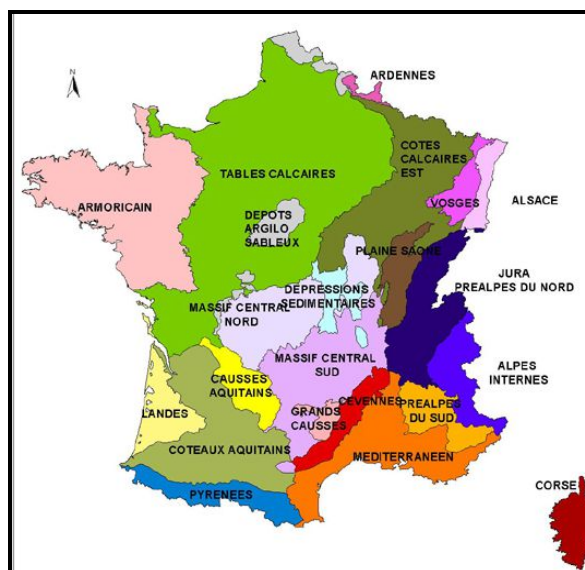 N
ARDENNES
COTES
CALCAIRES
EST
TABLES CALCAIRES
VOSGES
ALSACE
ARMORICAIN
DEPOTS
ARGILO
SABLEUX
PLAINE SAONE
JURA
PREALPES DU NORD
DEPRESSIONS
SEDIMENTAIRES
MASSIF CENTRAL
NORD
MASSIF CENTRAL
SUD
ALPES
INTERNES
CAUSSES
AQUITAINS
CEVENNES
PREALPES
DU SUD
LANDES
GRANDS
CAUSSES
COTEAUX AQUITAINS
MEDITERRANEEN
PYRENEES
CORSE